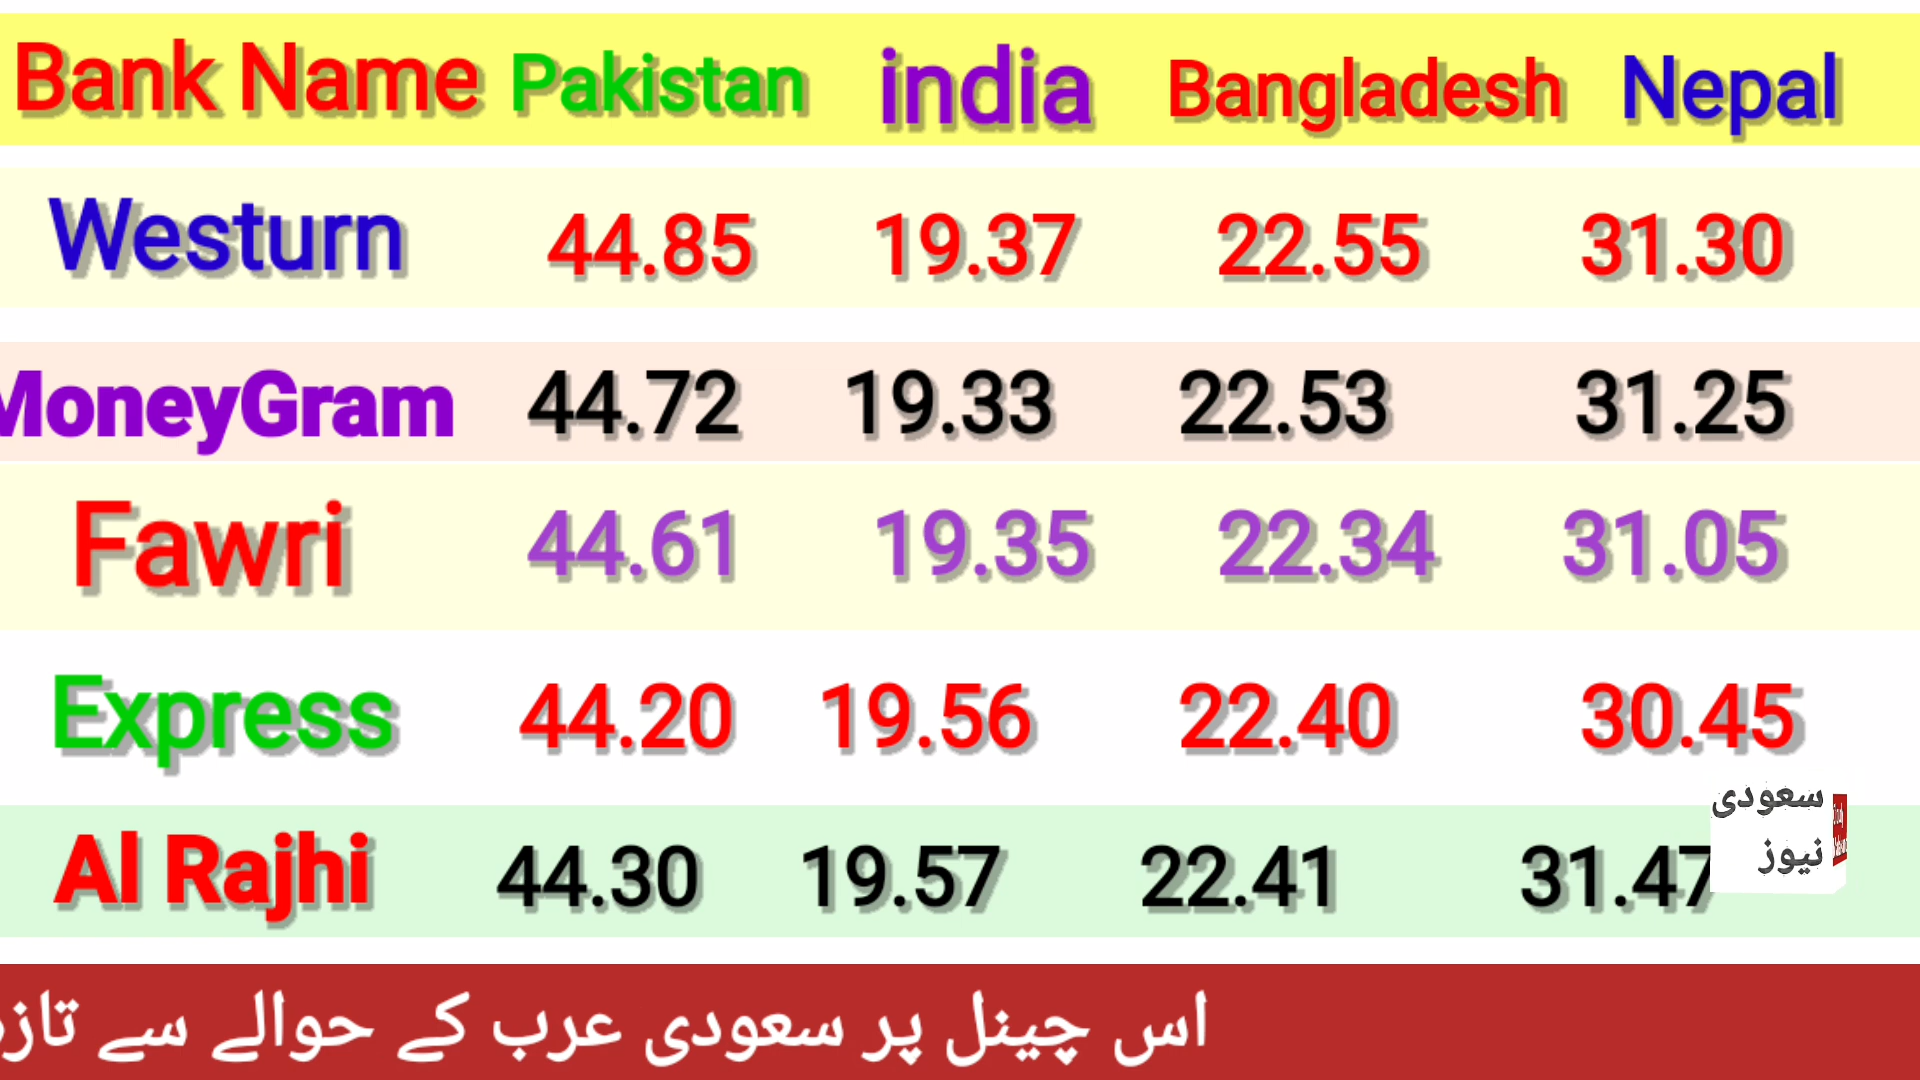 Bank Name Pakistan india Bangladesh Nepal
Westurn 44.85 19.37 22.55 31.30
MoneyGram 44.72 19.33 22.53 31.25
Fawri 44.61 19.35 22.34 31.05
Express 44.20 19.56 22.40 30.45
Al Rajhi 44.30 19.57 22.41 31.47
سعودی
نیوز
اس چینل پر سعودی عرب کے حوالے سے